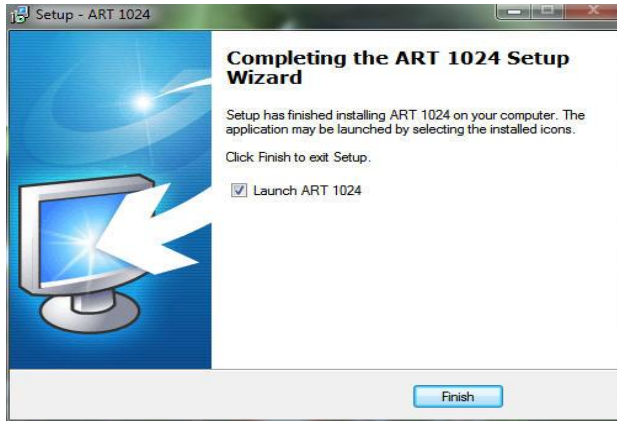 Setup - ART 1024
Completing the ART 1024 Setup
Wizard
Setup has finished installing ART 1024 on your computer. The
application may be launched by selecting the installed icons.
Click Finish to exit Setup.
Launch ART 1024
Finish